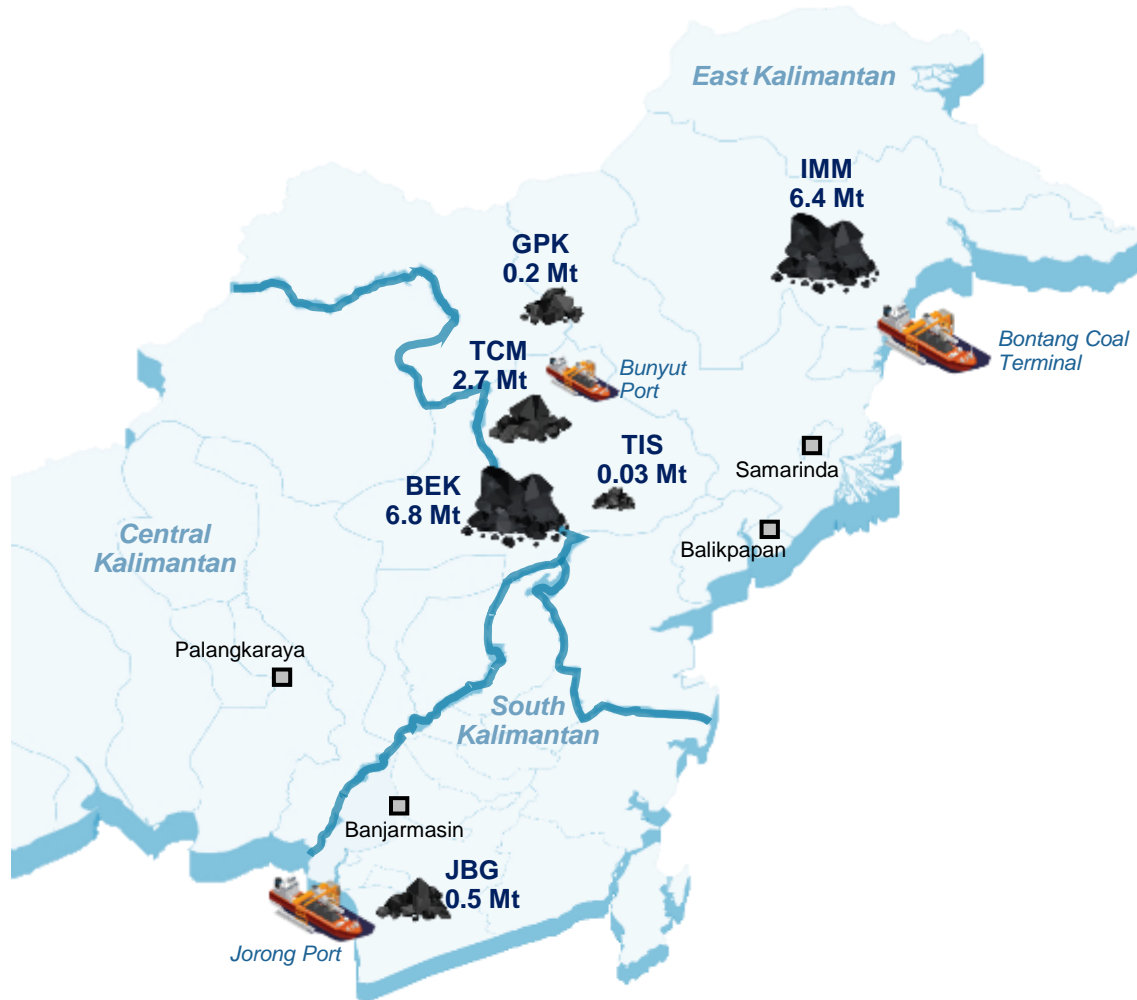 East Kalimantan
IMM
6.4 Mt
GPK
0.2 Mt
Bontang Coal
Terminal
TCM
2.7 Mt
Bunyut
Port
TIS
0.03 Mt
Samarinda
BEK
6.8 Mt
Central
Kalimantan
Balikpapan
Palangkaraya
South
Kalimantan
Banjarmasin
JBG
0.5 Mt
Jorong Port